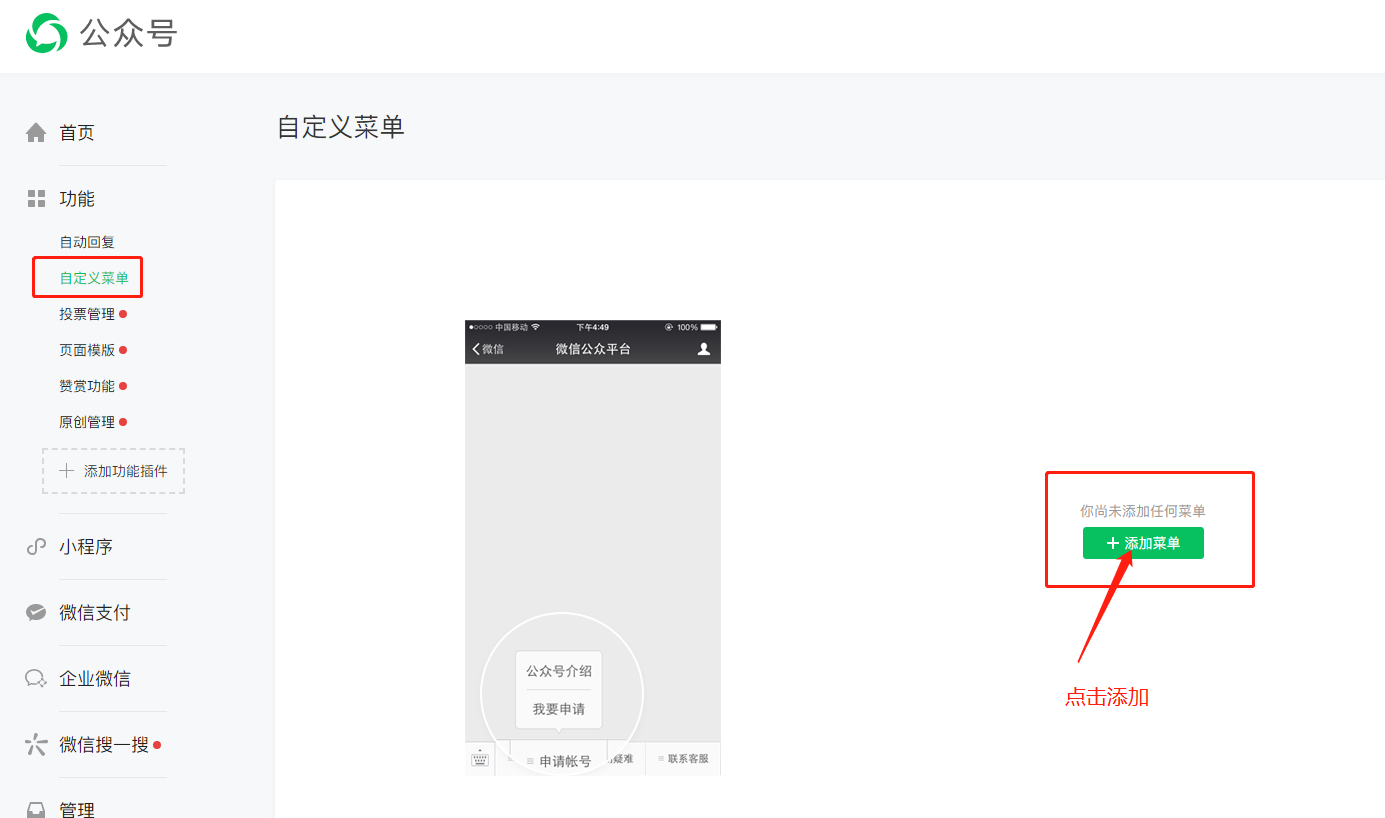 公众号
首页
功能
自动回复
自定义菜单
投票管理
页面模版
赞赏功能
原创管理
添加功能插件
小程序
微信支付
企业微信
微信搜一搜
管理
自定义菜单
中国移动 下午4:49 100%
微信 微信公众平台
公众号介绍
我要申请
申请帐号 疑难 联系客服
你尚未添加任何菜单
+ 添加菜单
点击添加